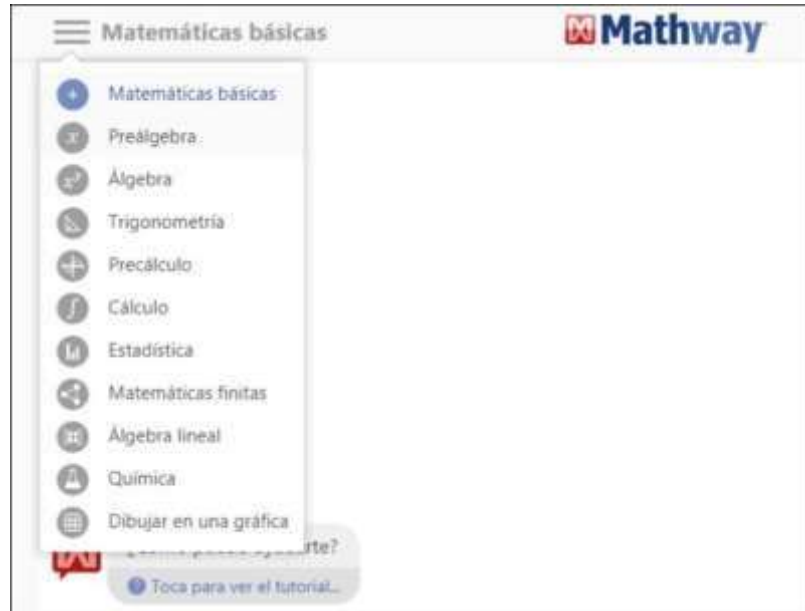 Matemáticas básicas
Mathway
Matemáticas básicas
Preálgebra
Álgebra
Trigonometría
Precálculo
Cálculo
Estadística
Matemáticas finitas
Álgebra lineal
Química
Dibujar en una gráfica
Toca para ver el tutorial...